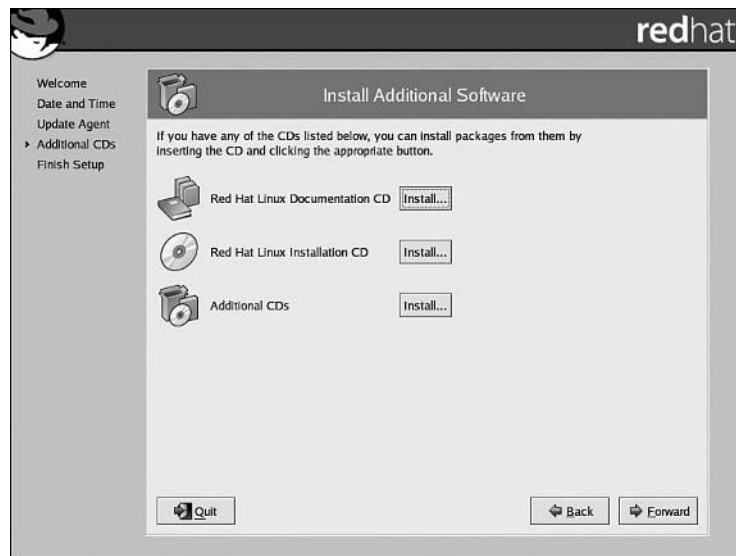 redhat
Welcome
Date and Time
Update Agent
Additional CDs
Finish Setup
Install Additional Software
If you have any of the CDs listed below, you can install packages from them by
inserting the CD and clicking the appropriate button.
Red Hat Linux Documentation CD Install...
Red Hat Linux Installation CD Install...
Additional CDs Install...
Quit Back Forward